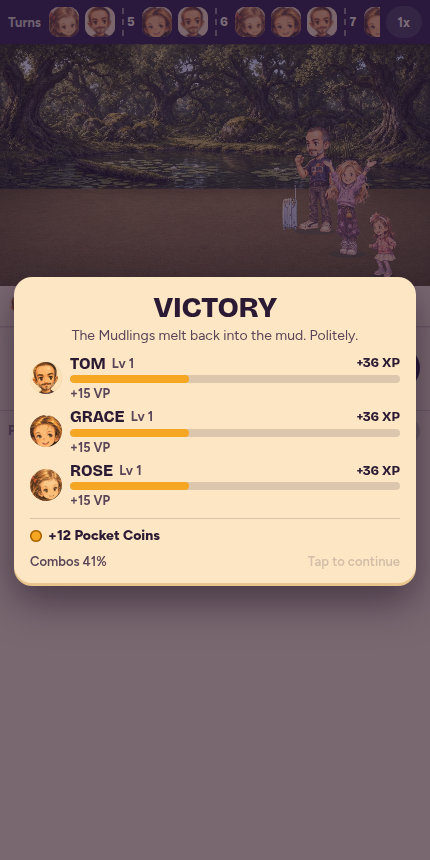 Turns 5 6 7 1x
VICTORY
The Mudlings melt back into the mud. Politely.
TOM Lv 1 +36 XP
+15 VP
GRACE Lv 1 +36 XP
+15 VP
ROSE Lv 1 +36 XP
+15 VP
+12 Pocket Coins
Combos 41% Tap to continue